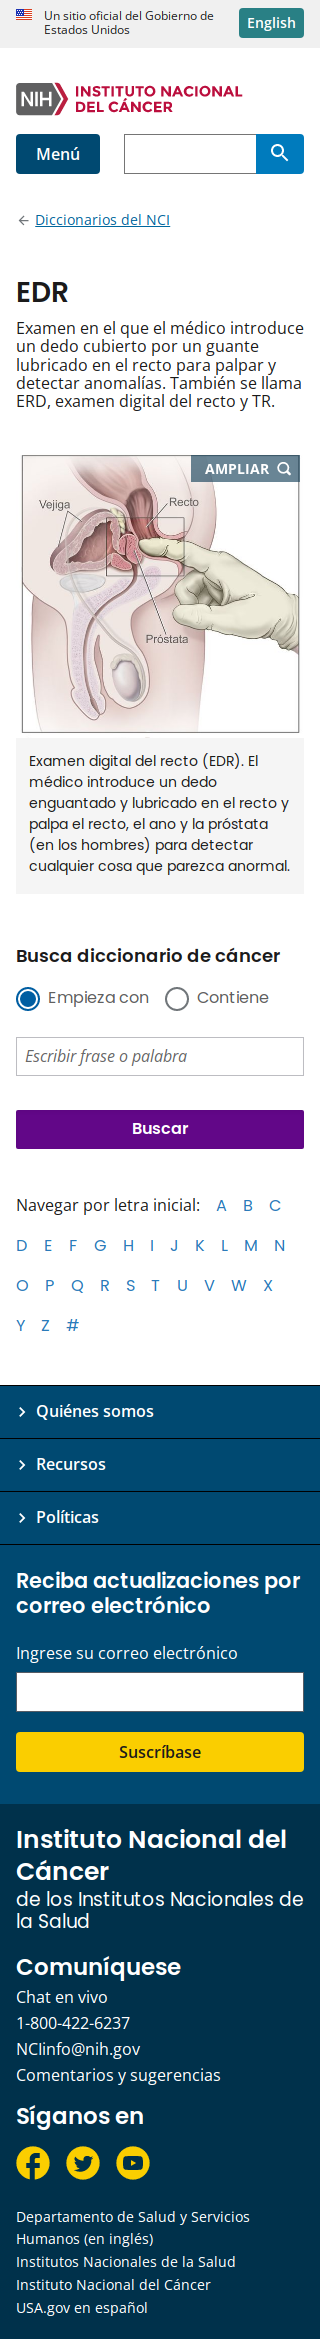 Un sitio oficial del Gobierno de
Estados Unidos
English
NIH
INSTITUTO NACIONAL
DEL CÁNCER
Menú
← Diccionarios del NCI
EDR
Examen en el que el médico introduce
un dedo cubierto por un guante
lubricado en el recto para palpar y
detectar anomalías. También se llama
ERD, examen digital del recto y TR.
AMPLIAR
Vejiga
Recto
Próstata
Examen digital del recto (EDR). El
médico introduce un dedo
enguantado y lubricado en el recto y
palpa el recto, el ano y la próstata
(en los hombres) para detectar
cualquier cosa que parezca anormal.
Busca diccionario de cáncer
Empieza con
Contiene
Escribir frase o palabra
Buscar
Navegar por letra inicial: A B C
D E F G H I J K L M N
O P Q R S T U V W X
Y Z #
Quiénes somos
Recursos
Políticas
Reciba actualizaciones por
correo electrónico
Ingrese su correo electrónico
Suscríbase
Instituto Nacional del
Cáncer
de los Institutos Nacionales de
la Salud
Comuníquese
Chat en vivo
1-800-422-6237
NCIinfo@nih.gov
Comentarios y sugerencias
Síganos en
Departamento de Salud y Servicios
Humanos (en inglés)
Institutos Nacionales de la Salud
Instituto Nacional del Cáncer
USA.gov en español